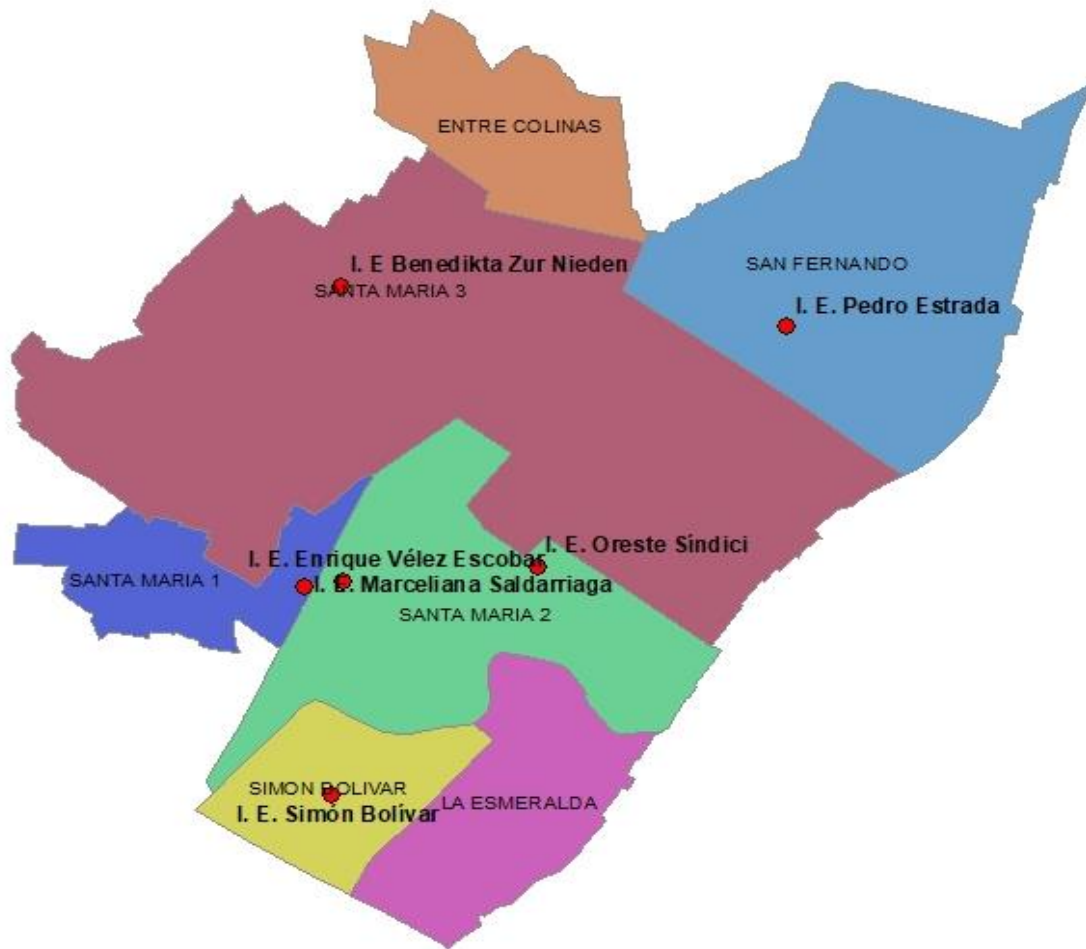 ENTRE COLINAS
I. E Benedikta Zur Nieden
SANTA MARIA 3
SAN FERNANDO
I. E. Pedro Estrada
I. E. Oreste Síndici
I. E. Enrique Vélez Escobar
SANTA MARIA 1
I. E. Marceliana Saldarriaga
SANTA MARIA 2
SIMON BOLIVAR
I. E. Simón Bolívar
LA ESMERALDA